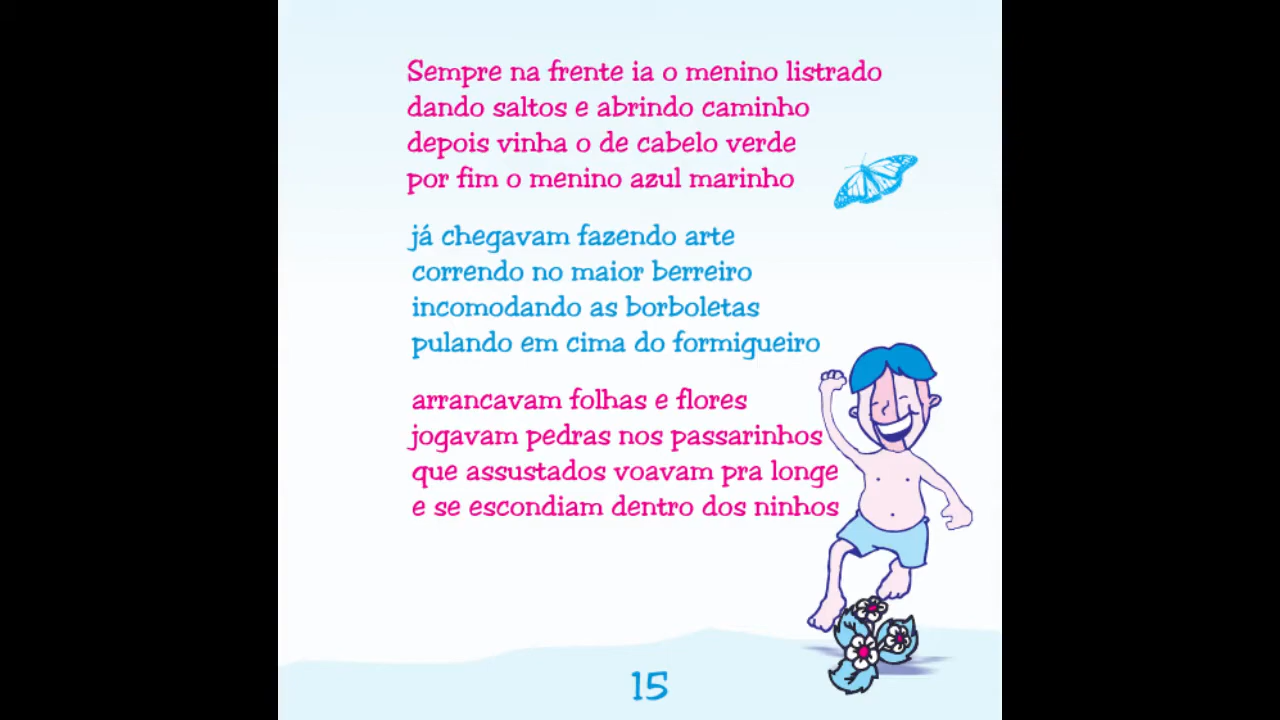 Sempre na frente ia o menino listrado
dando saltos e abrindo caminho
depois vinha o de cabelo verde
por fim o menino azul marinho
já chegavam fazendo arte
correndo no maior berreiro
incomodando as borboletas
pulando em cima do formigueiro
arrancavam folhas e flores
jogavam pedras nos passarinhos
que assustados voavam pra longe
e se escondiam dentro dos ninhos
15